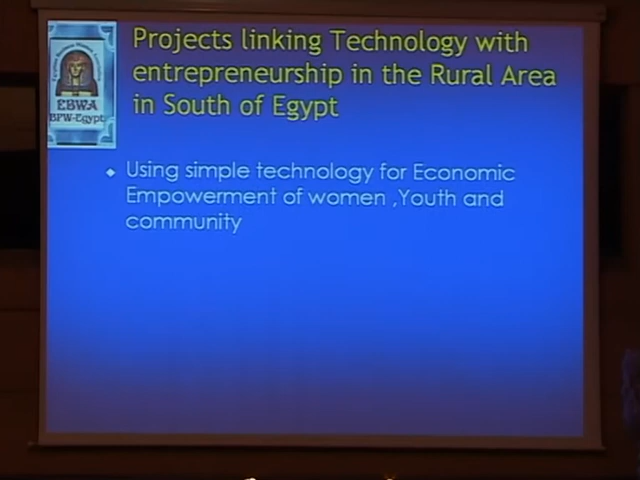 Projects linking Technology with
entrepreneurship in the Rural Area
in South of Egypt
EBWA
BPW-Egypt
Using simple technology for Economic
Empowerment of women ,Youth and
community